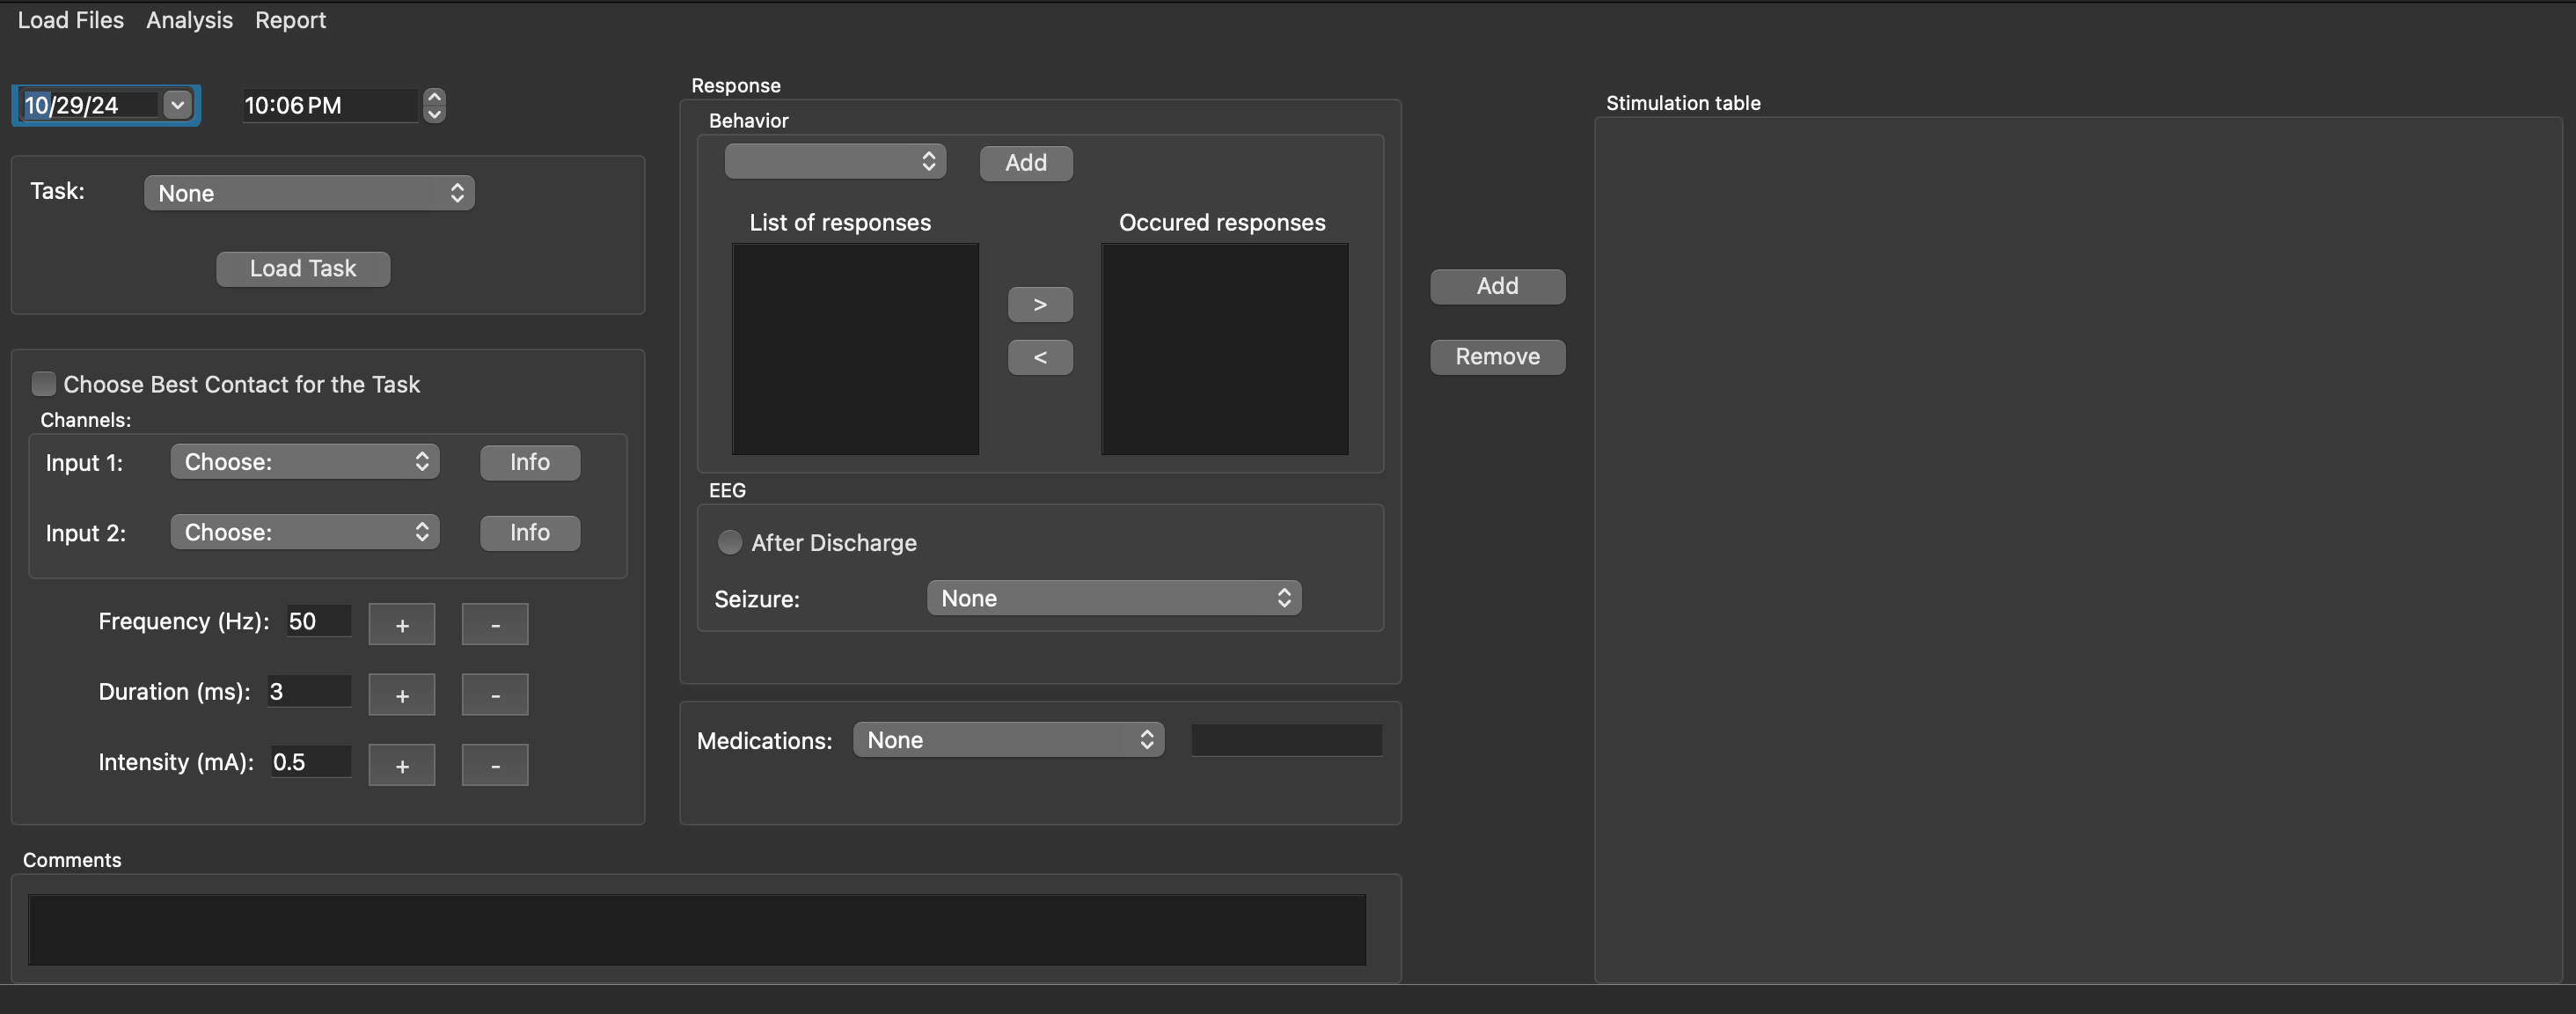 Load Files Analysis Report
10/29/24 10:06 PM
Task: None
Load Task
Choose Best Contact for the Task
Channels:
Input 1: Choose: Info
Input 2: Choose: Info
Frequency (Hz): 50 + -
Duration (ms): 3 + -
Intensity (mA): 0.5 + -
Response
Behavior
Add
List of responses Occured responses
>
<
EEG
After Discharge
Seizure: None
Medications: None
Comments
Add
Remove
Stimulation table